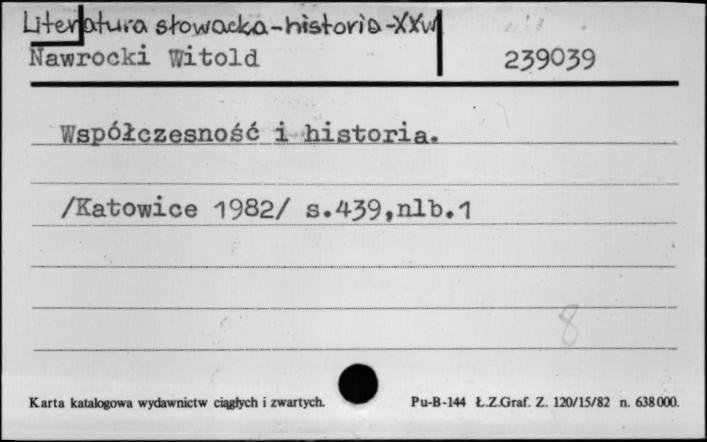 Literatura słowacka-historia-XXw
Nawrocki Witold 239039
Współczesność i historia.
/Katowice 1982/ s.439,nlb.1
8
Karta katalogowa wydawnictw ciągłych i zwartych. Pu-B-144 Ł.Z.Graf. Z. 120/15/82 n. 638000.